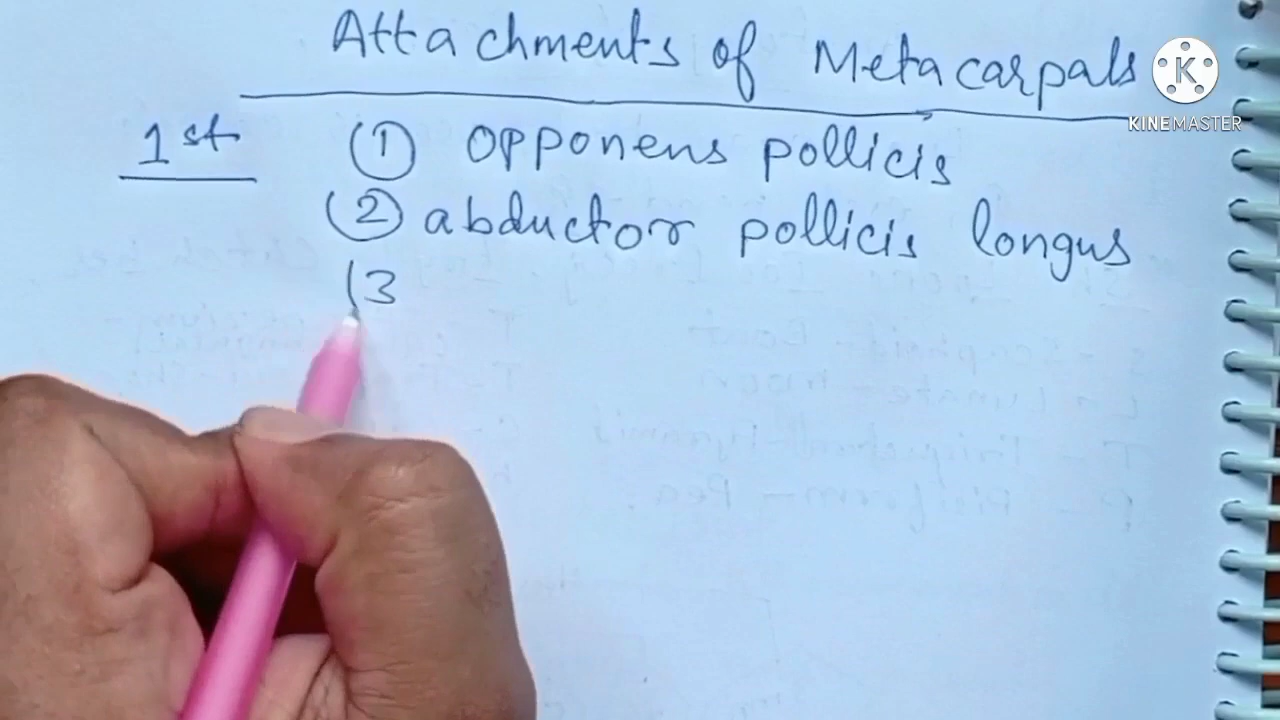 Attachments of Metacarpals
K
KINEMASTER
1st
(1) opponens pollicis
(2) abductor pollicis longus
(3